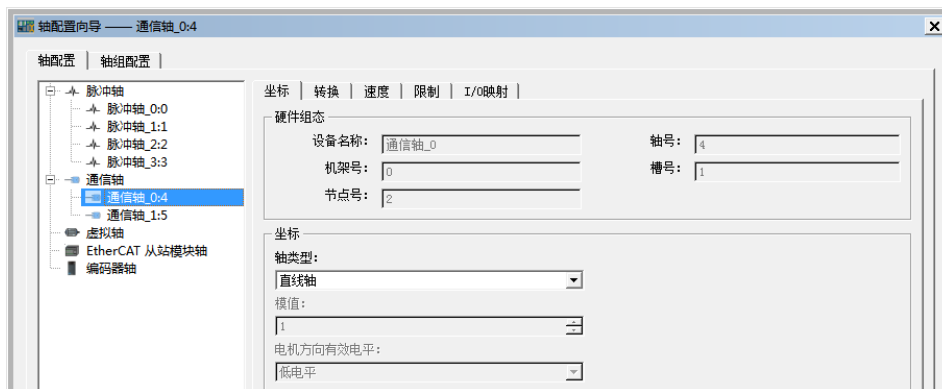 轴配置向导 —— 通信轴_0:4
轴配置 轴组配置
脉冲轴
脉冲轴_0:0
脉冲轴_1:1
脉冲轴_2:2
脉冲轴_3:3
通信轴
通信轴_0:4
通信轴_1:5
虚拟轴
EtherCAT 从站模块轴
编码器轴
坐标 转换 速度 限制 I/O映射
硬件组态
设备名称: 通信轴_0 轴号: 4
机架号: 0 槽号: 1
节点号: 2
坐标
轴类型:
直线轴
模值:
1
电机方向有效电平:
低电平